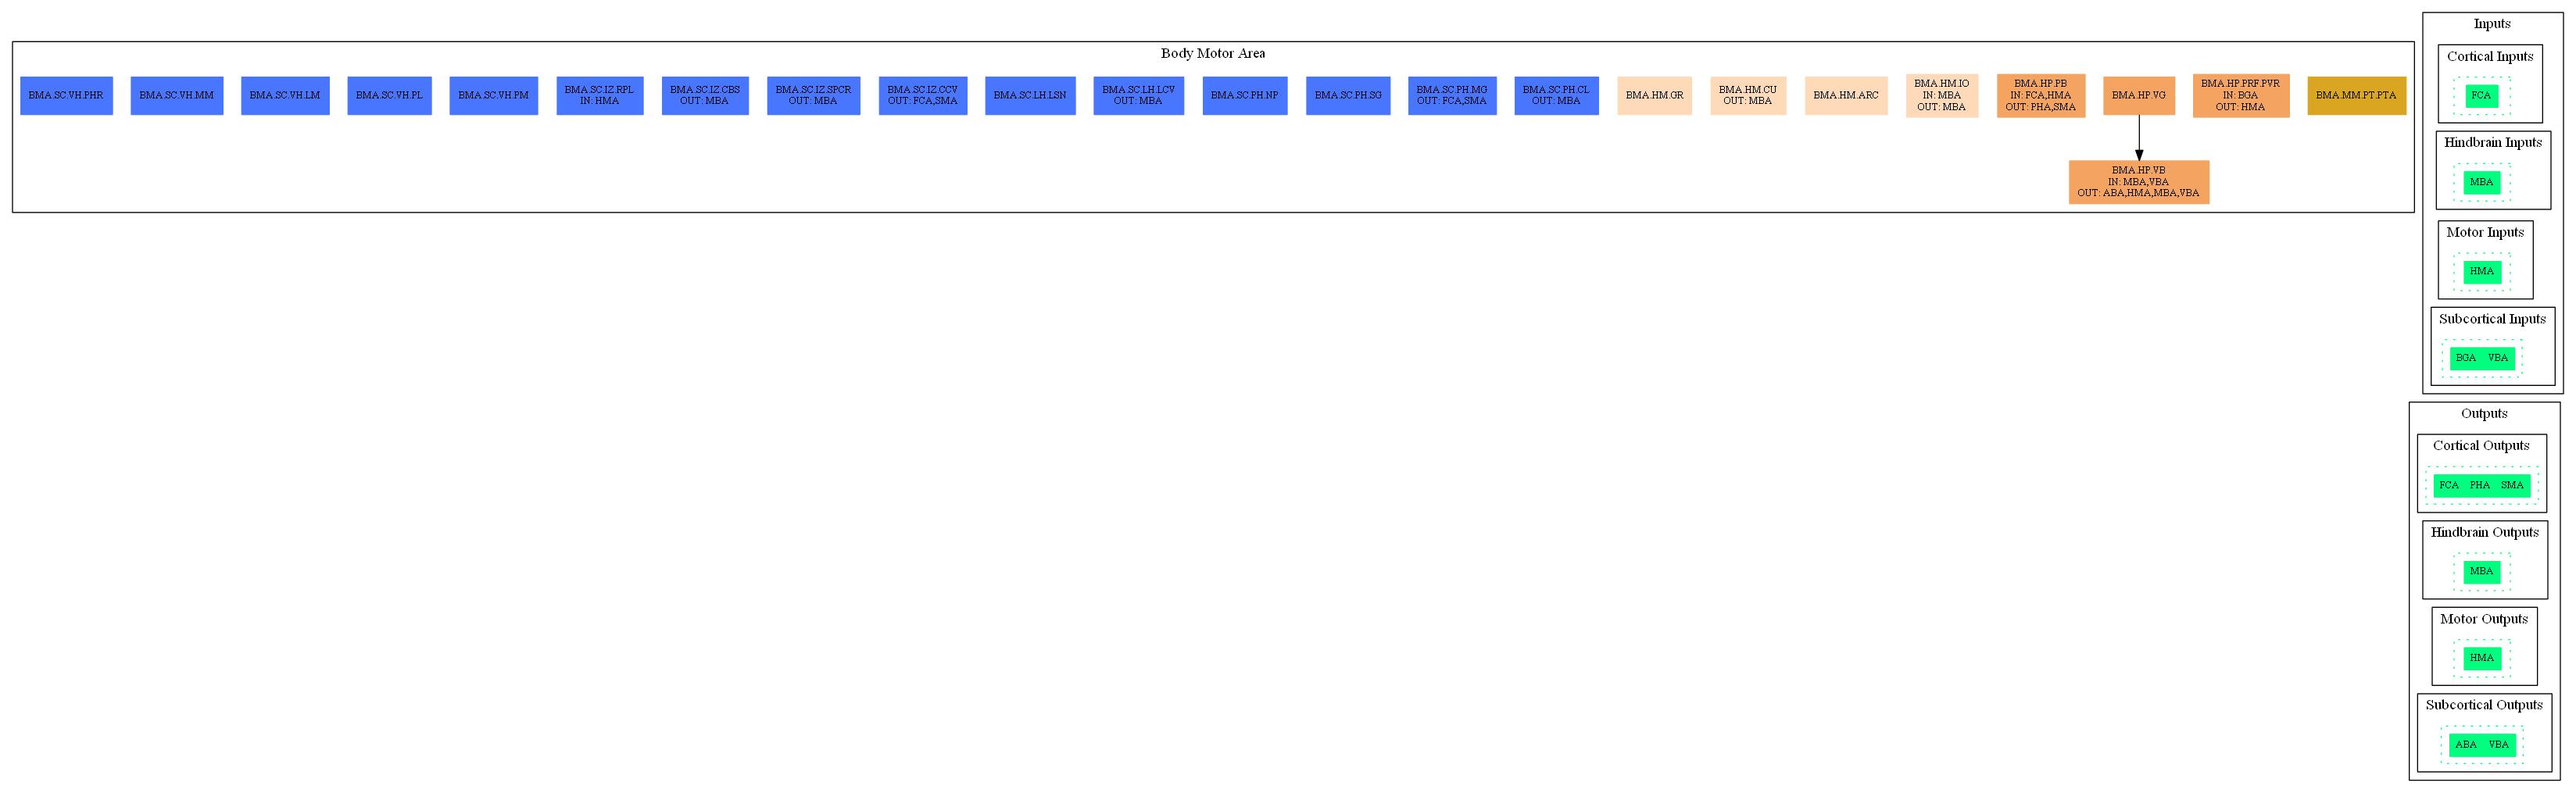 Body Motor Area
BMA.SC.VH.PHR
BMA.SC.VH.MM
BMA.SC.VH.LM
BMA.SC.VH.PL
BMA.SC.VH.PM
BMA.SC.IZ.RPL
IN: HMA
BMA.SC.IZ.CBS
OUT: MBA
BMA.SC.IZ.SPCR
OUT: MBA
BMA.SC.IZ.CCV
OUT: FCA,SMA
BMA.SC.LH.LSN
BMA.SC.LH.LCV
OUT: MBA
BMA.SC.PH.NP
BMA.SC.PH.SG
BMA.SC.PH.MG
OUT: FCA,SMA
BMA.SC.PH.CL
OUT: MBA
BMA.HM.GR
BMA.HM.CU
OUT: MBA
BMA.HM.ARC
BMA.HM.IO
IN: MBA
OUT: MBA
BMA.HP.PB
IN: FCA,HMA
OUT: PHA,SMA
BMA.HP.VG
BMA.HP.PRF.PVR
IN: BGA
OUT: HMA
BMA.MM.PT.PTA
BMA.HP.VB
IN: MBA,VBA
OUT: ABA,HMA,MBA,VBA
Inputs
Cortical Inputs
FCA
Hindbrain Inputs
MBA
Motor Inputs
HMA
Subcortical Inputs
BGA VBA
Outputs
Cortical Outputs
FCA PHA SMA
Hindbrain Outputs
MBA
Motor Outputs
HMA
Subcortical Outputs
ABA VBA